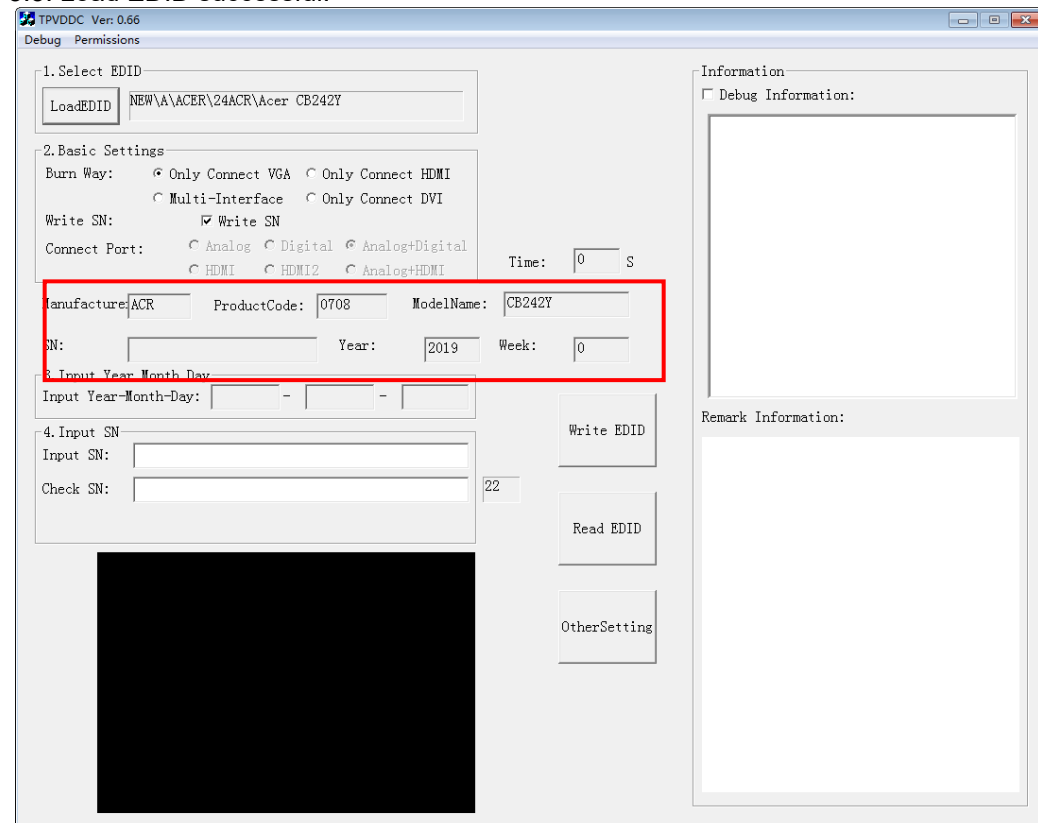 TPVDDC Ver: 0.66
Debug Permissions
1.Select EDID
LoadEDID NEW\A\ACER\24ACR\Acer CB242Y
2.Basic Settings
Burn Way: Only Connect VGA Only Connect HDMI
Multi-Interface Only Connect DVI
Write SN: Write SN
Connect Port: Analog Digital Analog+Digital
HDMI HDMI2 Analog+HDMI
Time: 0 S
Manufacture: ACR ProductCode: 0708 ModelName: CB242Y
SN: Year: 2019 Week: 0
3.Input Year Month Day
Input Year-Month-Day: - -
4.Input SN
Input SN:
Check SN: 22
Write EDID
Read EDID
OtherSetting
Information
Debug Information:
Remark Information: